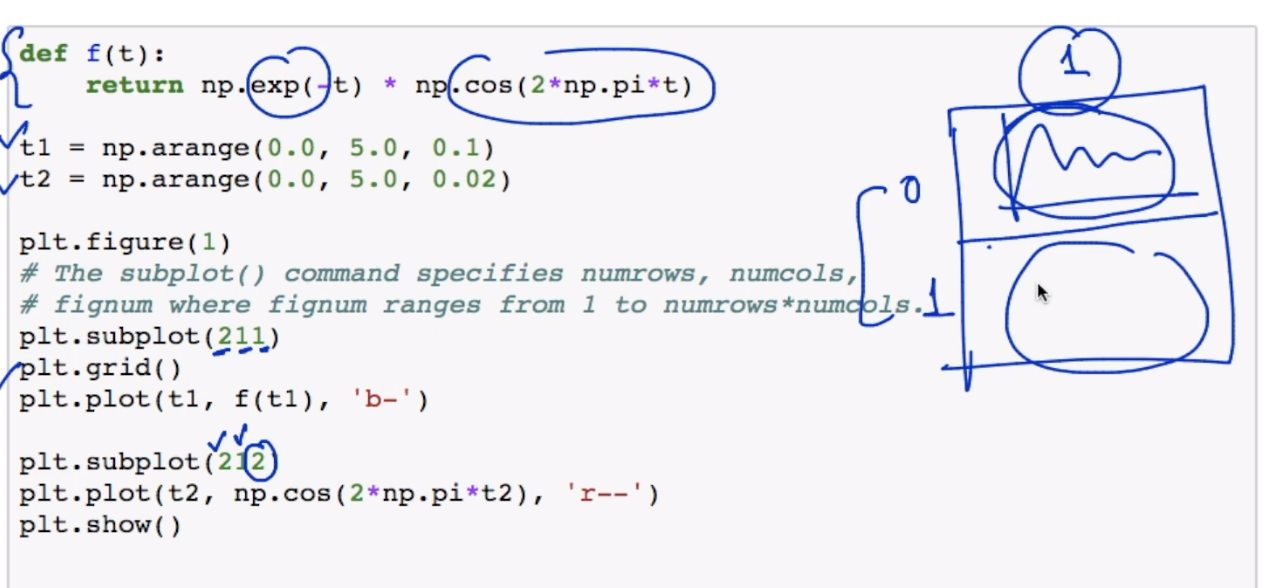 def f(t):
    return np.exp(-t) * np.cos(2*np.pi*t)
t1 = np.arange(0.0, 5.0, 0.1)
t2 = np.arange(0.0, 5.0, 0.02)
plt.figure(1)
# The subplot() command specifies numrows, numcols,
# fignum where fignum ranges from 1 to numrows*numcols.
plt.subplot(211)
plt.grid()
plt.plot(t1, f(t1), 'b-')
plt.subplot(212)
plt.plot(t2, np.cos(2*np.pi*t2), 'r--')
plt.show()
1
0
1